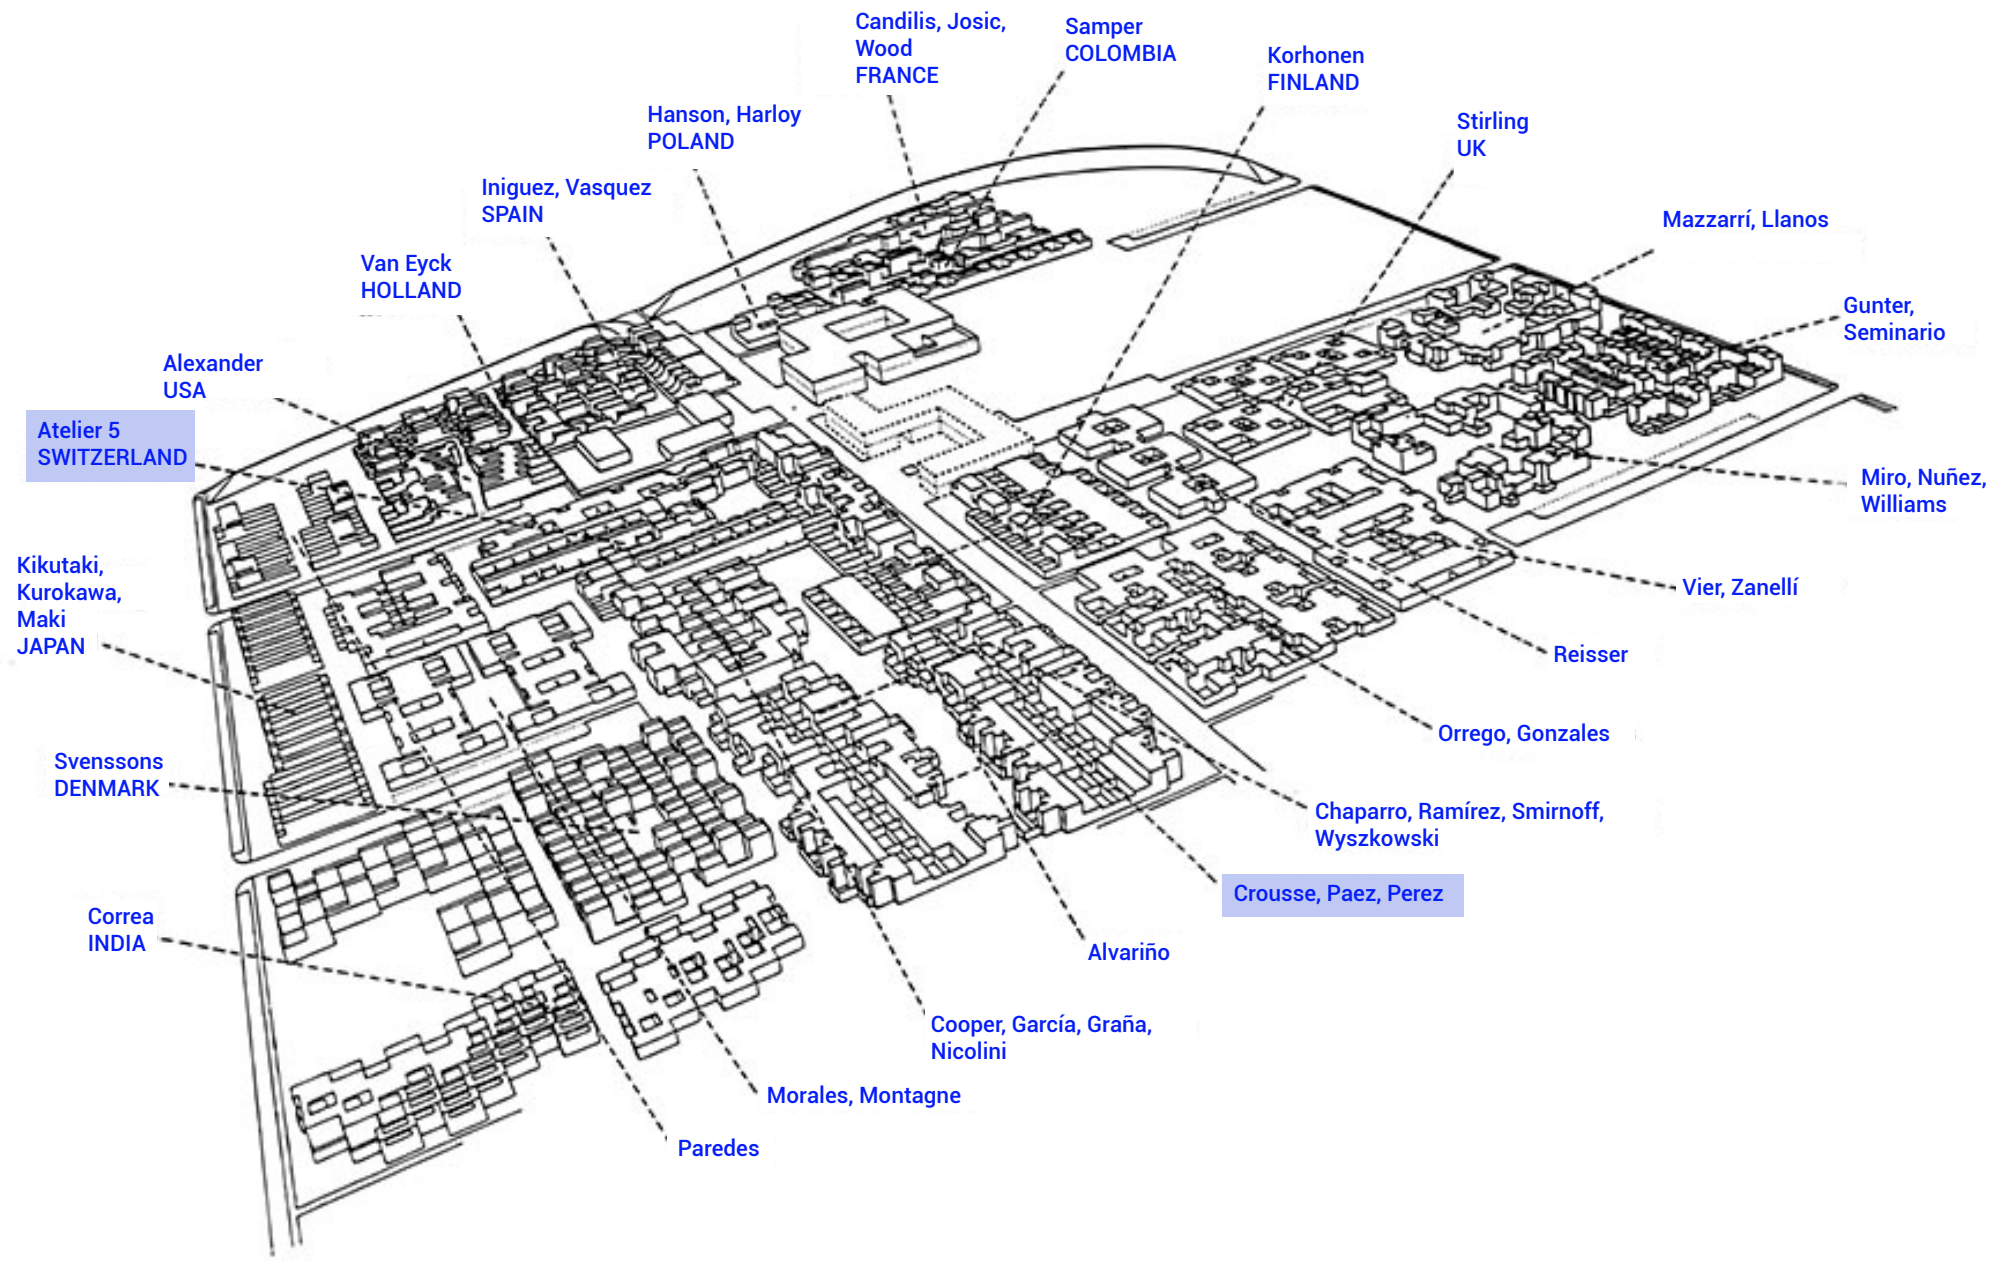 Candilis, Josic,
Wood
FRANCE
Samper
COLOMBIA
Korhonen
FINLAND
Hanson, Harloy
POLAND
Stirling
UK
Iniguez, Vasquez
SPAIN
Mazzarrí, Llanos
Van Eyck
HOLLAND
Gunter,
Seminario
Alexander
USA
Atelier 5
SWITZERLAND
Miro, Nuñez,
Williams
Kikutaki,
Kurokawa,
Maki
JAPAN
Vier, Zanellí
Reisser
Orrego, Gonzales
Svenssons
DENMARK
Chaparro, Ramírez, Smirnoff,
Wyszkowski
Crousse, Paez, Perez
Correa
INDIA
Alvariño
Cooper, García, Graña,
Nicolini
Morales, Montagne
Paredes